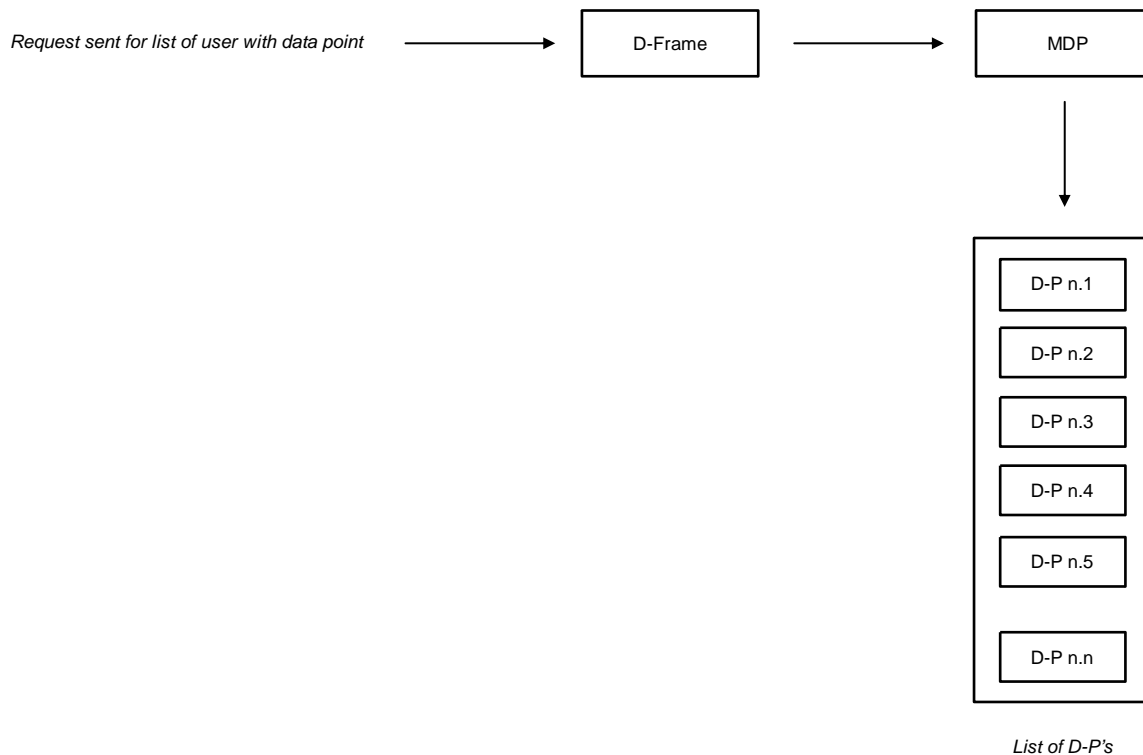 Request sent for list of user with data point
D-Frame
MDP
D-P n.1
D-P n.2
D-P n.3
D-P n.4
D-P n.5
D-P n.n
List of D-P's